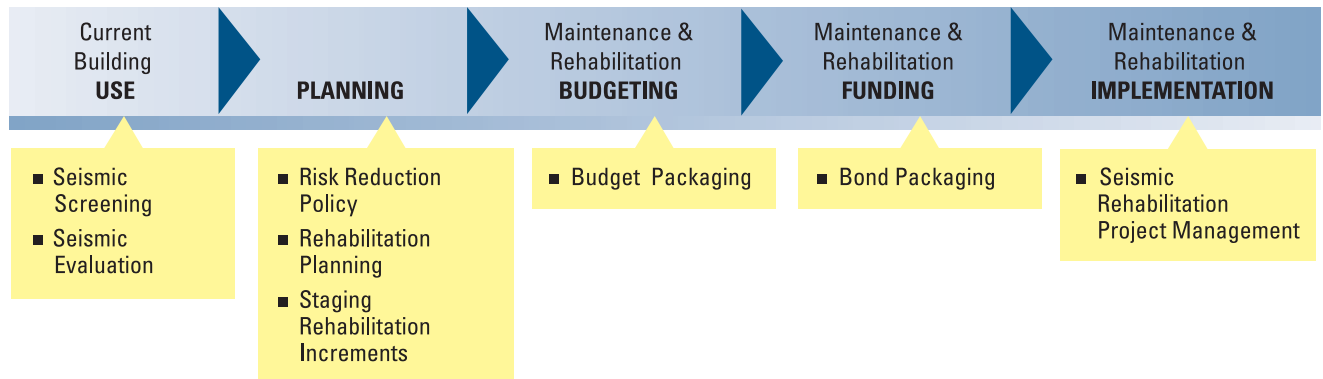 Current
Building
USE
PLANNING
Maintenance &
Rehabilitation
BUDGETING
Maintenance &
Rehabilitation
FUNDING
Maintenance &
Rehabilitation
IMPLEMENTATION
■ Seismic
Screening
■ Seismic
Evaluation
■ Risk Reduction
Policy
■ Rehabilitation
Planning
■ Staging
Rehabilitation
Increments
■ Budget Packaging
■ Bond Packaging
■ Seismic
Rehabilitation
Project Management